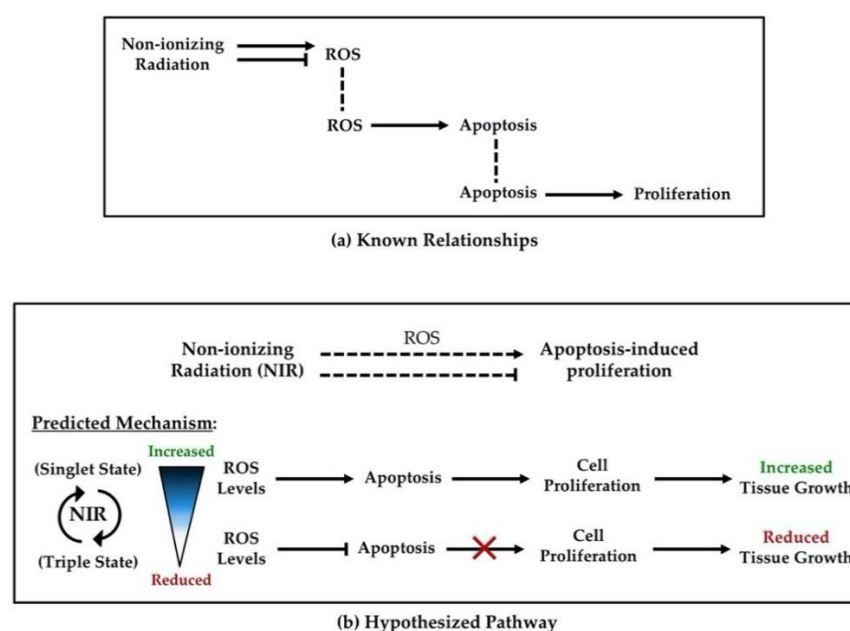 Non-ionizing
Radiation
ROS
ROS
Apoptosis
Apoptosis
Proliferation
(a) Known Relationships
Non-ionizing
Radiation (NIR)
ROS
Apoptosis-induced
proliferation
Predicted Mechanism:
(Singlet State)
NIR
(Triple State)
Increased
Reduced
ROS
Levels
Apoptosis
Cell
Proliferation
Increased
Tissue Growth
ROS
Levels
Apoptosis
Cell
Proliferation
Reduced
Tissue Growth
(b) Hypothesized Pathway